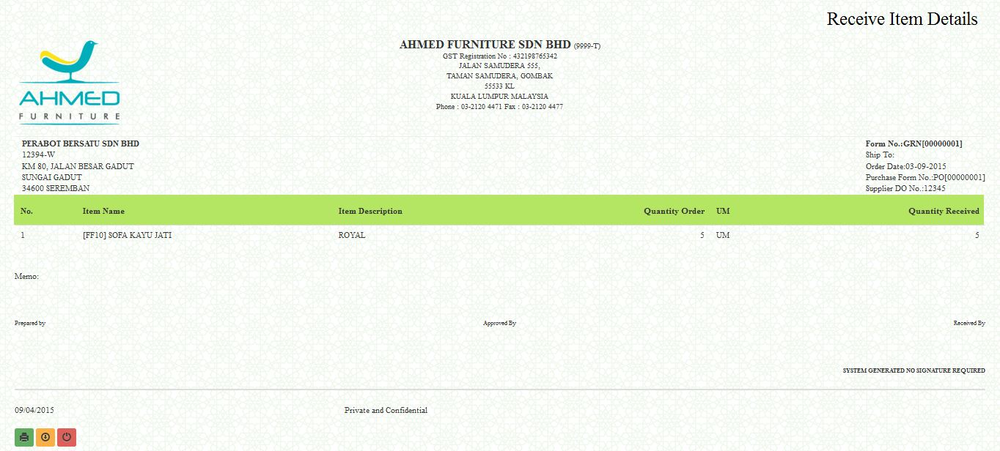 Receive Item Details
AHMED
FURNITURE
AHMED FURNITURE SDN BHD (9999-T)
GST Registration No : 432198765342
JALAN SAMUDERA 555,
TAMAN SAMUDERA, GOMBAK
55533 KL
KUALA LUMPUR MALAYSIA
Phone : 03-2120 4471 Fax : 03-2120 4477
PERABOT BERSATU SDN BHD
12394-W
KM 80, JALAN BESAR GADUT
SUNGAI GADUT
34600 SEREMBAN
Form No.:GRN[00000001]
Ship To:
Order Date:03-09-2015
Purchase Form No.:PO[00000001]
Supplier DO No.:12345
No. Item Name Item Description Quantity Order UM Quantity Received
1 [FF10] SOFA KAYU JATI ROYAL 5 UM 5
Memo:
Prepared by Approved By Received By
SYSTEM GENERATED NO SIGNATURE REQUIRED
09/04/2015 Private and Confidential